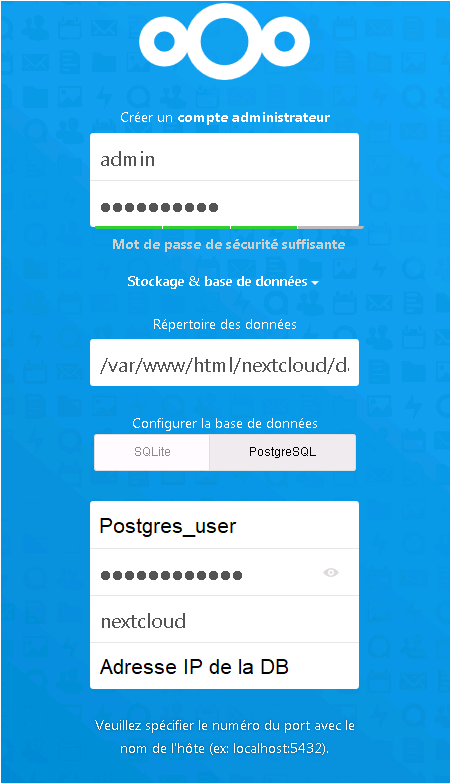 Créer un compte administrateur
admin
●●●●●●●●●●
Mot de passe de sécurité suffisante
Stockage & base de données
Répertoire des données
/var/www/html/nextcloud/da
Configurer la base de données
SQLite
PostgreSQL
Postgres_user
●●●●●●●●●●●●
nextcloud
Adresse IP de la DB
Veuillez spécifier le numéro du port avec le
nom de l'hôte (ex: localhost:5432).